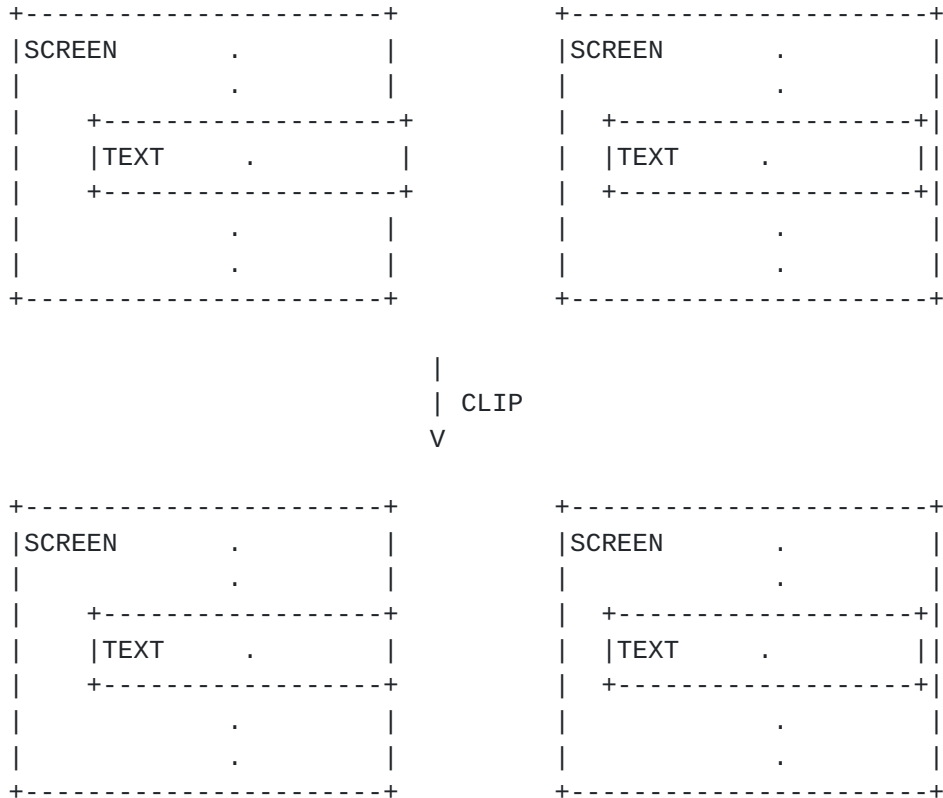 +-----------------------+          +-----------------------+
|SCREEN       .         |          |SCREEN       .         |
|             .         |          |             .         |
|    +-------------------+         |  +-------------------+|
|    |TEXT     .         |         |  |TEXT     .         ||
|    +-------------------+         |  +-------------------+|
|             .         |          |             .         |
|             .         |          |             .         |
+-----------------------+          +-----------------------+
|
| CLIP
V
+-----------------------+          +-----------------------+
|SCREEN       .         |          |SCREEN       .         |
|             .         |          |             .         |
|    +------------------+          |  +-------------------+|
|    |TEXT     .        |          |  |TEXT     .         ||
|    +------------------+          |  +-------------------+|
|             .         |          |             .         |
|             .         |          |             .         |
+-----------------------+          +-----------------------+